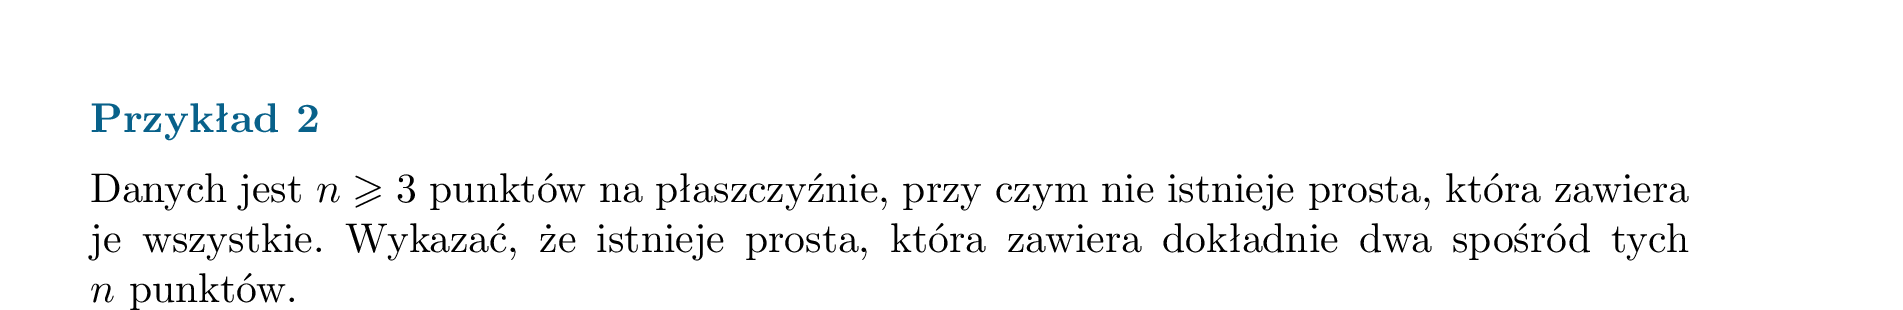 Przykład 2
Danych jest n ⩾ 3 punktów na płaszczyźnie, przy czym nie istnieje prosta, która zawiera
je wszystkie. Wykazać, że istnieje prosta, która zawiera dokładnie dwa spośród tych
n punktów.